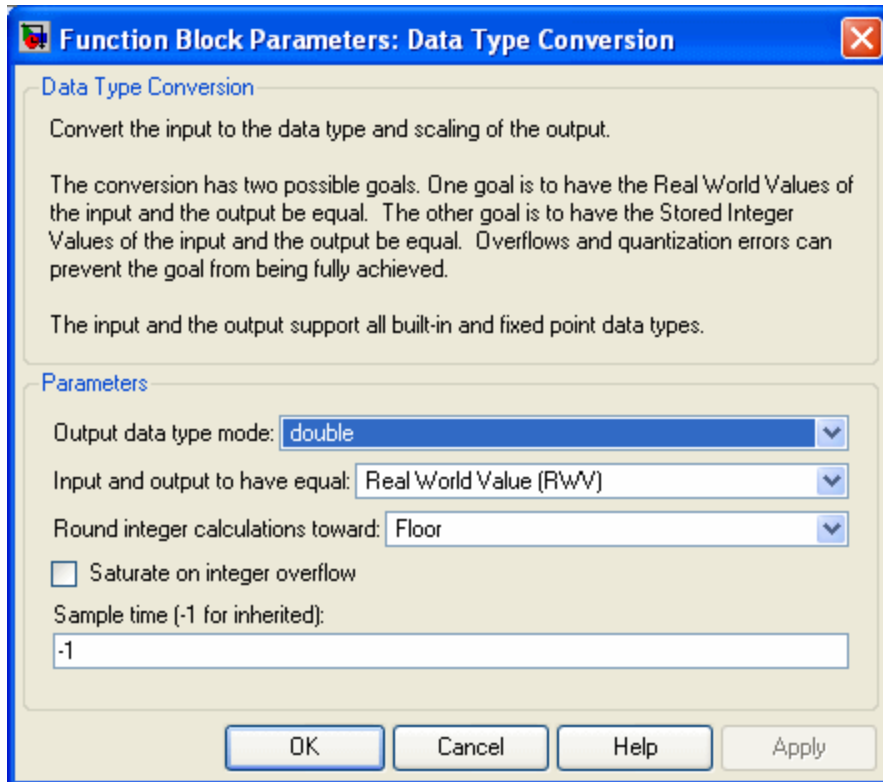 Function Block Parameters: Data Type Conversion
Data Type Conversion
Convert the input to the data type and scaling of the output.
The conversion has two possible goals. One goal is to have the Real World Values of
the input and the output be equal.  The other goal is to have the Stored Integer
Values of the input and the output be equal.  Overflows and quantization errors can
prevent the goal from being fully achieved.
The input and the output support all built-in and fixed point data types.
Parameters
Output data type mode: double
Input and output to have equal: Real World Value (RWV)
Round integer calculations toward: Floor
Saturate on integer overflow
Sample time (-1 for inherited):
-1
OK Cancel Help Apply